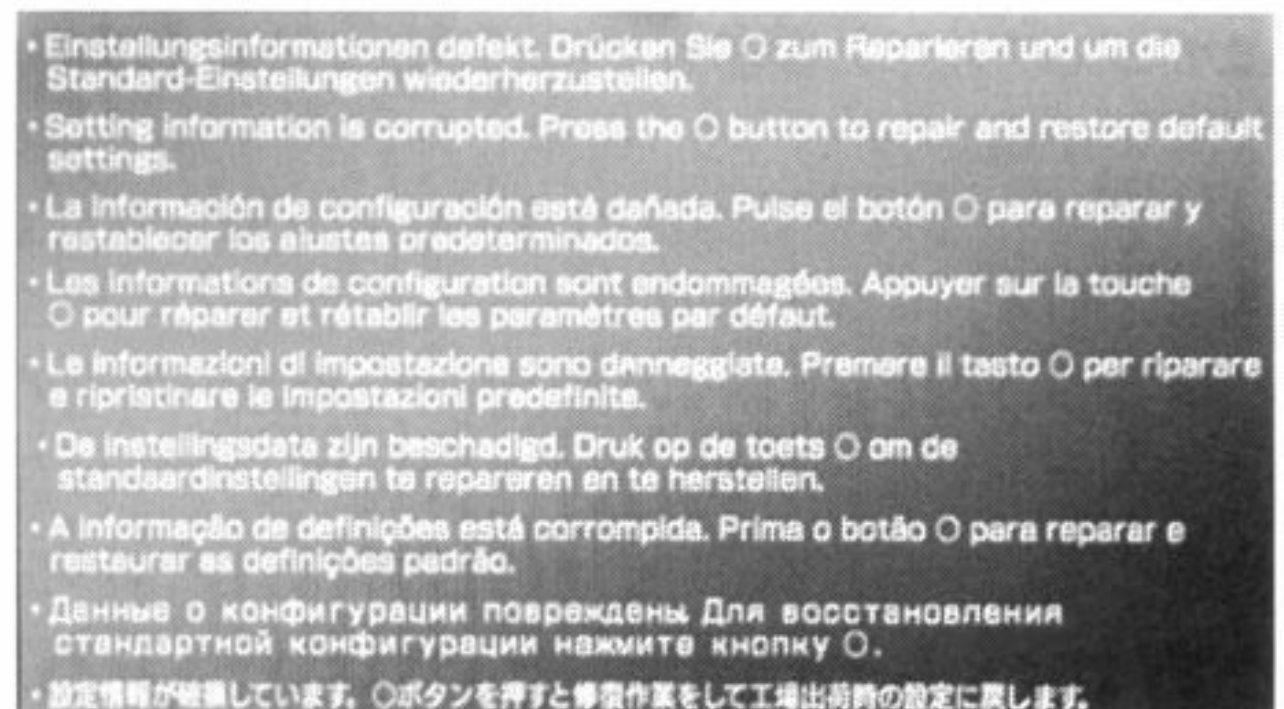 • Einstellungsinformationen defekt. Drücken Sie ○ zum Reparieren und um die
Standard-Einstellungen wiederherzustellen.
• Setting information is corrupted. Press the ○ button to repair and restore default
settings.
• La información de configuración está dañada. Pulse el botón ○ para reparar y
restablecer los ajustes predeterminados.
• Les informations de configuration sont endommagées. Appuyer sur la touche
○ pour réparer et rétablir les paramètres par défaut.
• Le informazioni di impostazione sono danneggiate. Premere il tasto ○ per riparare
e ripristinare le impostazioni predefinite.
• De instellingsdata zijn beschadigd. Druk op de toets ○ om de
standaardinstellingen te repareren en te herstellen.
• A informação de definições está corrompida. Prima o botão ○ para reparar e
restaurar as definições padrão.
• Данные о конфигурации повреждены. Для восстановления
стандартной конфигурации нажмите кнопку ○.
• 設定情報が破損しています。○ボタンを押すと修復作業をして工場出荷時の設定に戻します。